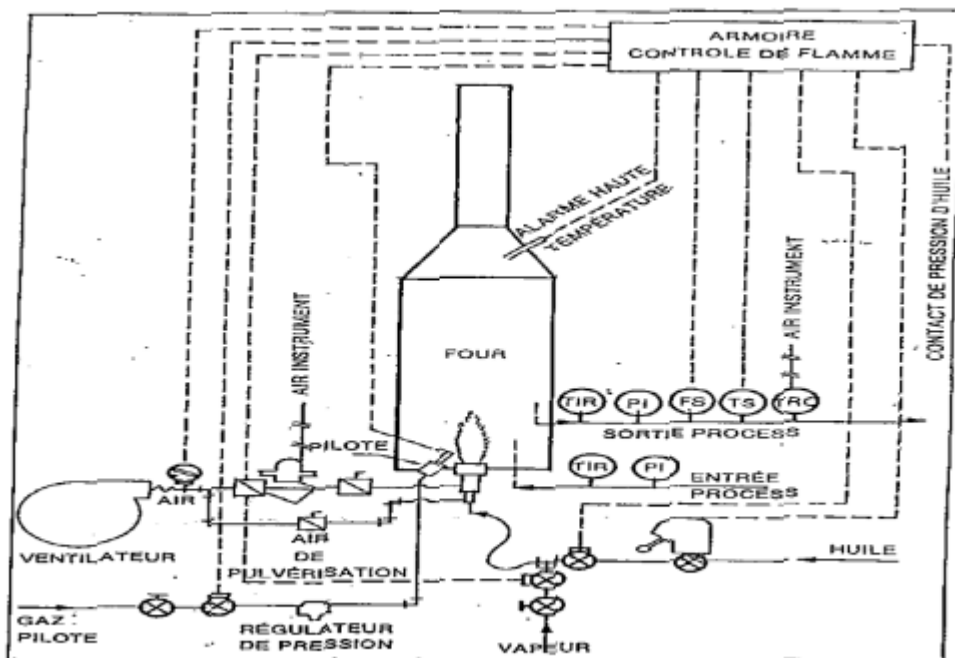 ARMOIRE
CONTROLE DE FLAMME
ALARME HAUTE
TEMPÉRATURE
AIR INSTRUMENT
AIR INSTRUMENT
CONTACT DE PRESSION D'HUILE
FOUR
TIR PI FS TS TRC
SORTIE PROCESS
PILOTE
TIR PI
ENTRÉE
PROCESS
AIR
VENTILATEUR
AIR
DE
PULVÉRISATION
HUILE
GAZ
PILOTE
RÉGULATEUR
DE PRESSION
VAPEUR